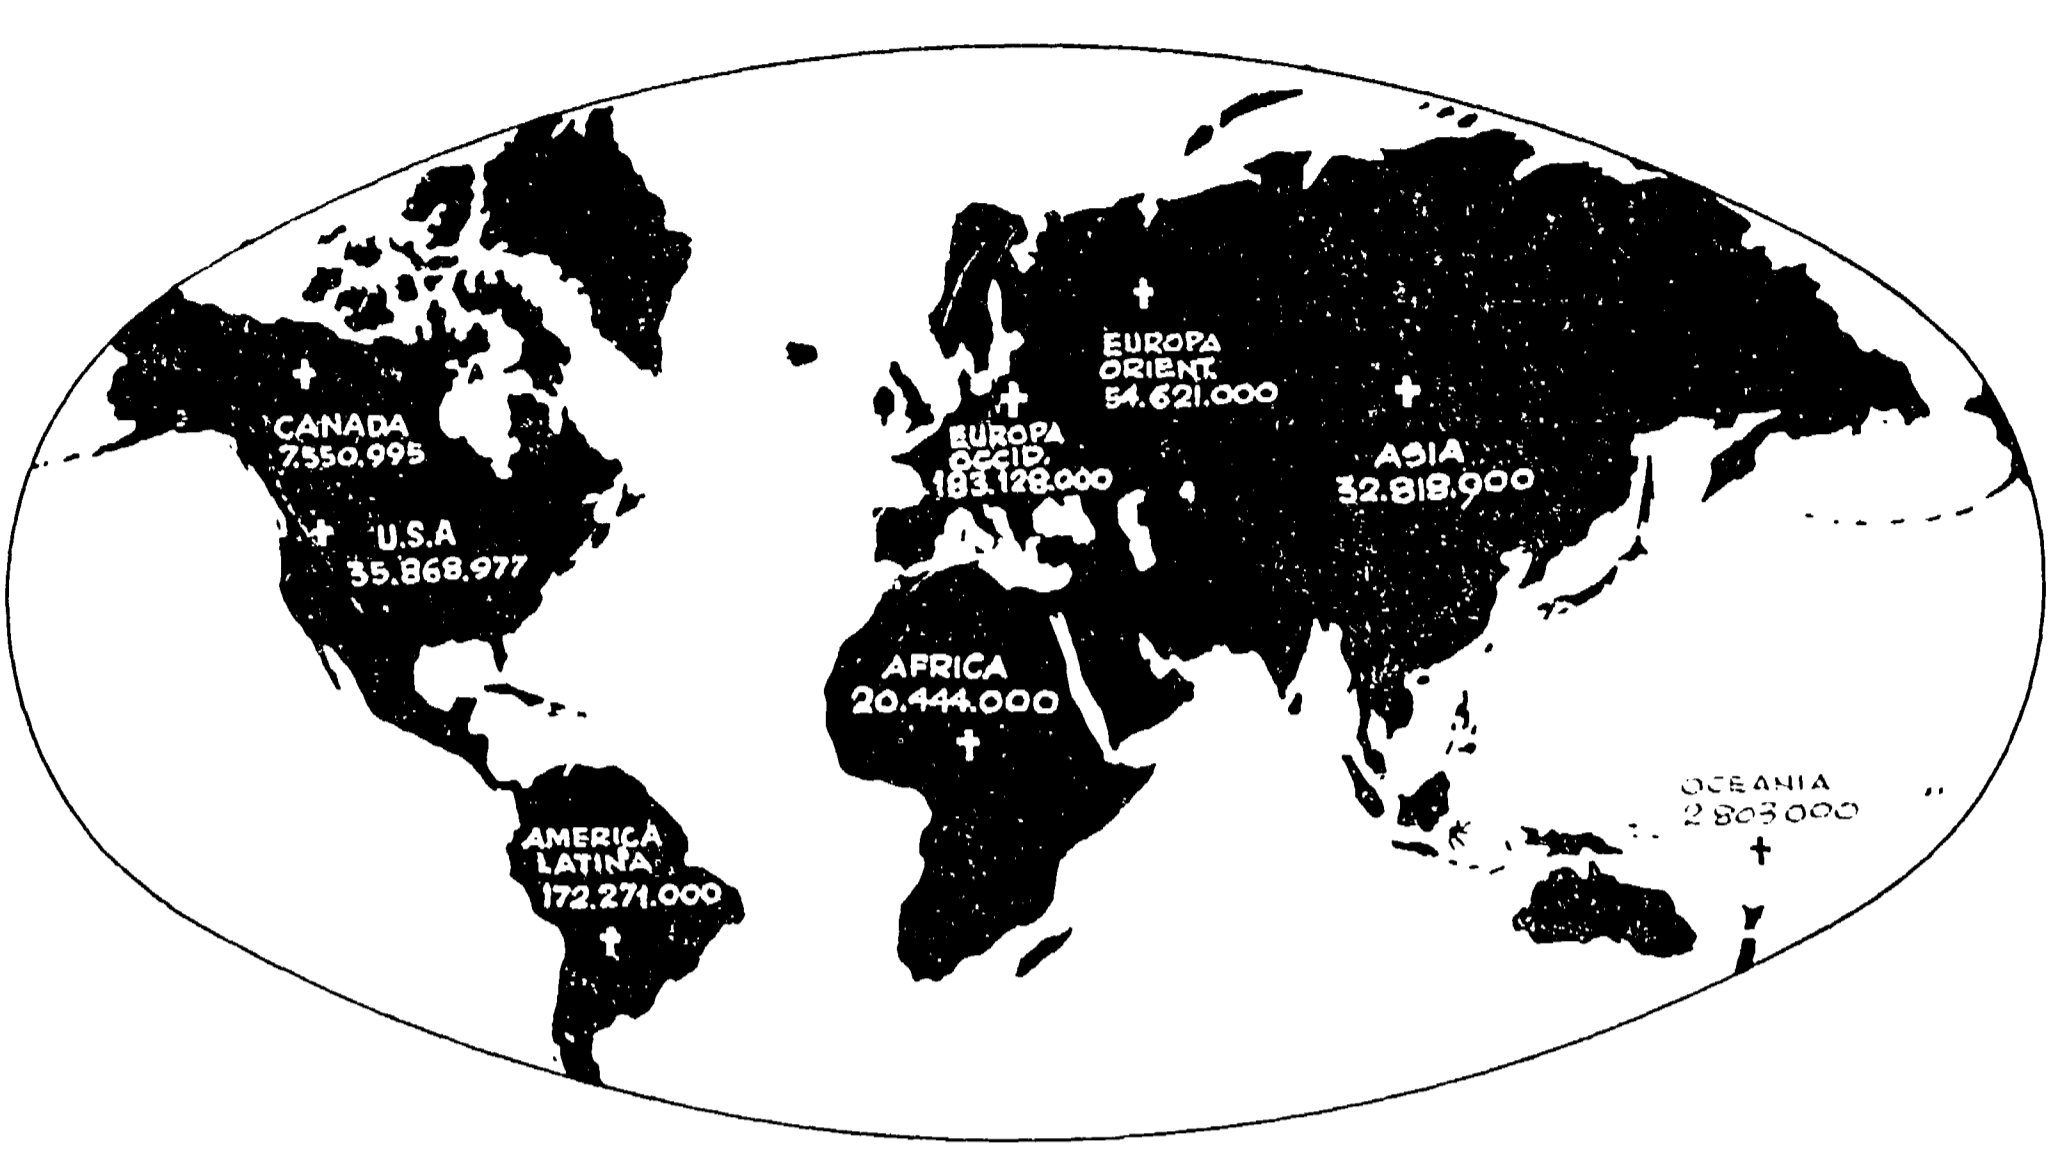 CANADA
7.550.995
U.S.A
35.868.977
AMERICA
LATINA
172.271.000
EUROPA
ORIENT.
54.621.000
EUROPA
OCCID.
183.128.000
ASIA
32.818.900
AFRICA
20.444.000
OCEANIA
2 803 000